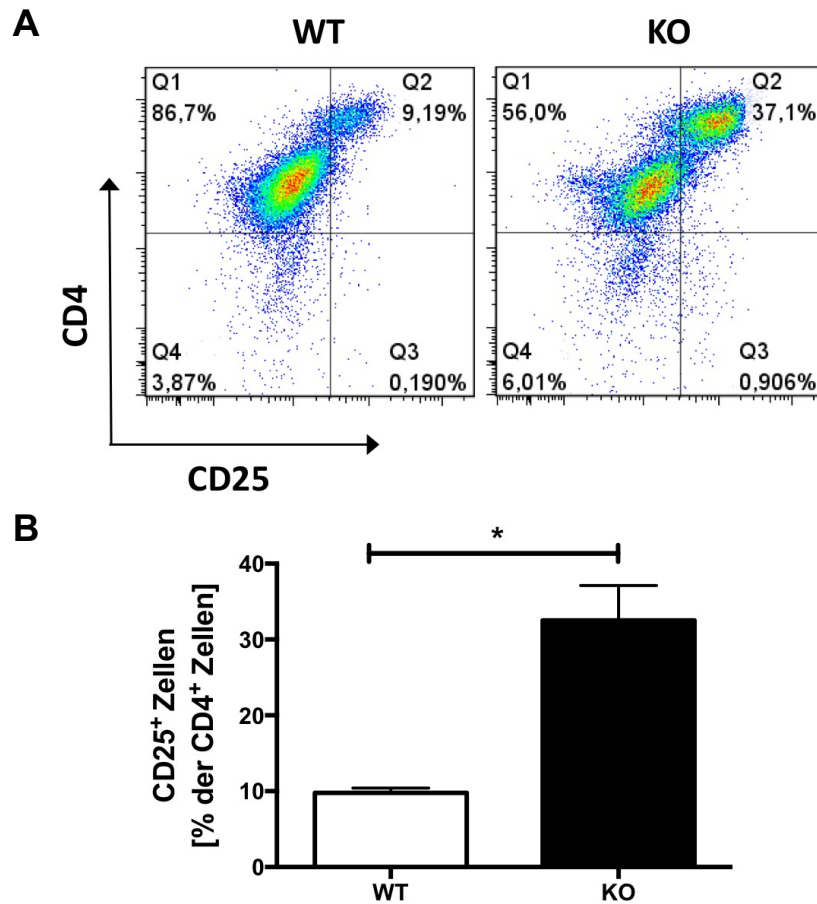 A
WT
KO
Q1
86,7%
Q2
9,19%
Q4
3,87%
Q3
0,190%
Q1
56,0%
Q2
37,1%
Q4
6,01%
Q3
0,906%
CD4
CD25
B
*
CD25⁺ Zellen
[% der CD4⁺ Zellen]
40
30
20
10
0
WT
KO